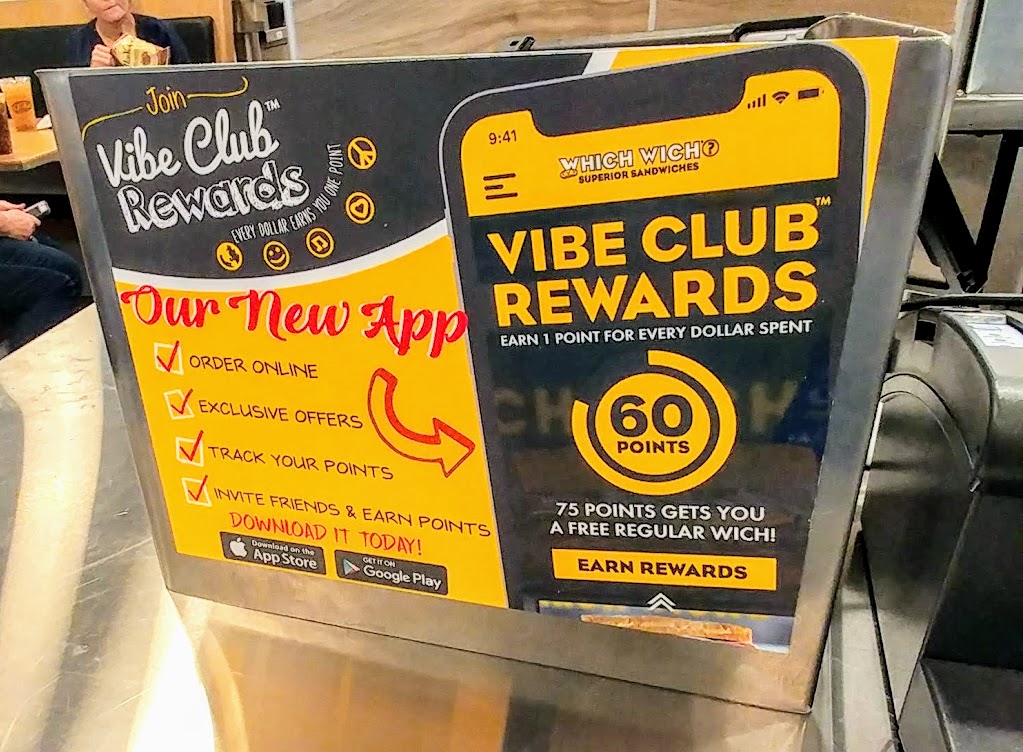 Join
Vibe Club™
Rewards
EVERY DOLLAR EARNS YOU ONE POINT
Our New App
ORDER ONLINE
EXCLUSIVE OFFERS
TRACK YOUR POINTS
INVITE FRIENDS & EARN POINTS
DOWNLOAD IT TODAY!
Download on the
App Store
GET IT ON
Google Play
9:41
WHICH WICH?
SUPERIOR SANDWICHES
VIBE CLUB™
REWARDS
EARN 1 POINT FOR EVERY DOLLAR SPENT
60
POINTS
75 POINTS GETS YOU
A FREE REGULAR WICH!
EARN REWARDS